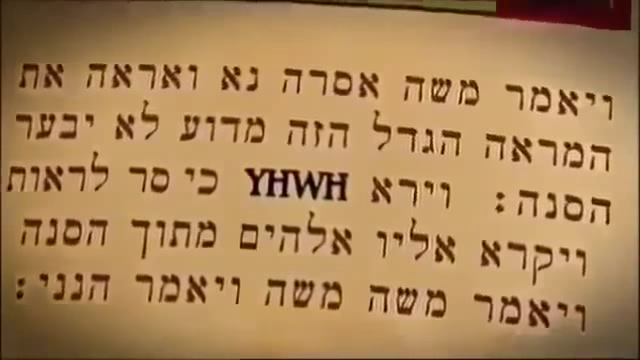 ויאמר משה אסרה נא ואראה את
המראה הגדל הזה מדוע לא יבער
הסנה: וירא YHWH כי סר לראות
ויקרא אליו אלהים מתוך הסנה
ויאמר משה משה ויאמר הנני: